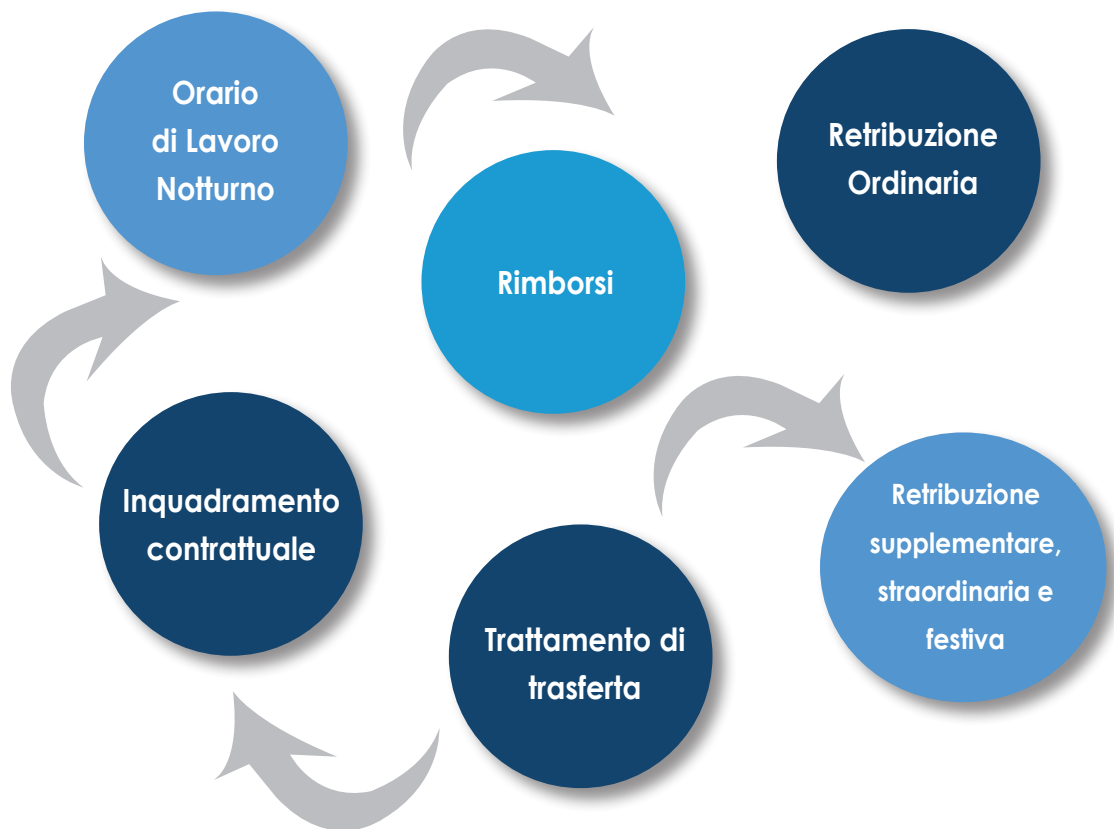 Orario
di Lavoro
Notturno
Rimborsi
Retribuzione
Ordinaria
Inquadramento
contrattuale
Trattamento di
trasferta
Retribuzione
supplementare,
straordinaria e
festiva